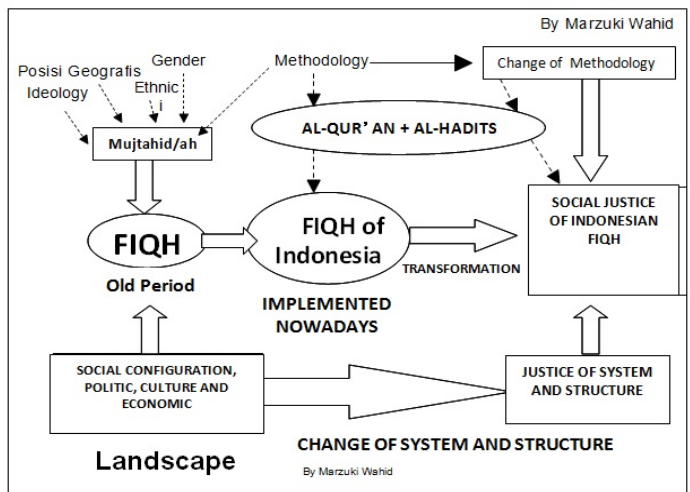 By Marzuki Wahid
Gender
Posisi Geografis
Ideology
Ethnic
i
Methodology
Change of Methodology
Mujtahid/ah
AL-QUR' AN + AL-HADITS
FIQH
Old Period
FIQH of
Indonesia
IMPLEMENTED
NOWADAYS
TRANSFORMATION
SOCIAL JUSTICE
OF INDONESIAN
FIQH
SOCIAL CONFIGURATION,
POLITIC, CULTURE AND
ECONOMIC
JUSTICE OF SYSTEM
AND STRUCTURE
CHANGE OF SYSTEM AND STRUCTURE
Landscape
By Marzuki Wahid